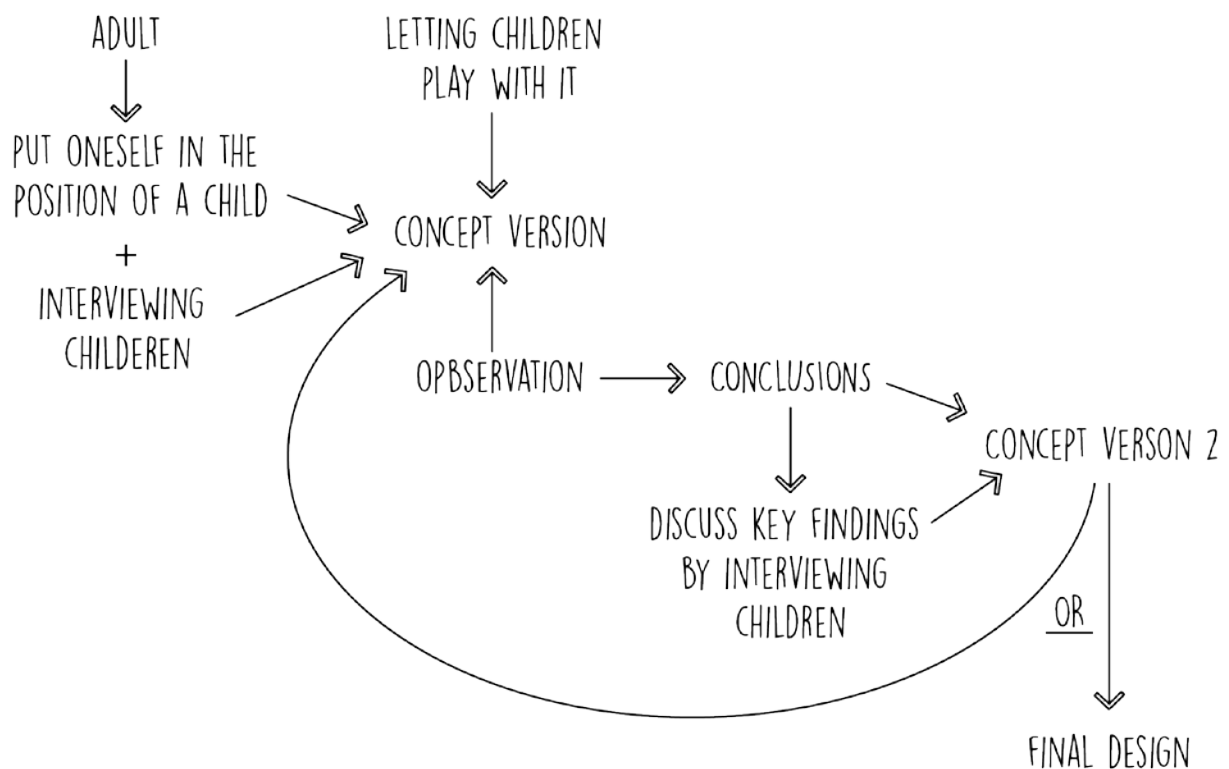 ADULT
PUT ONESELF IN THE
POSITION OF A CHILD
+
INTERVIEWING
CHILDEREN
LETTING CHILDREN
PLAY WITH IT
CONCEPT VERSION
OPBSERVATION
CONCLUSIONS
DISCUSS KEY FINDINGS
BY INTERVIEWING
CHILDREN
CONCEPT VERSON 2
OR
FINAL DESIGN